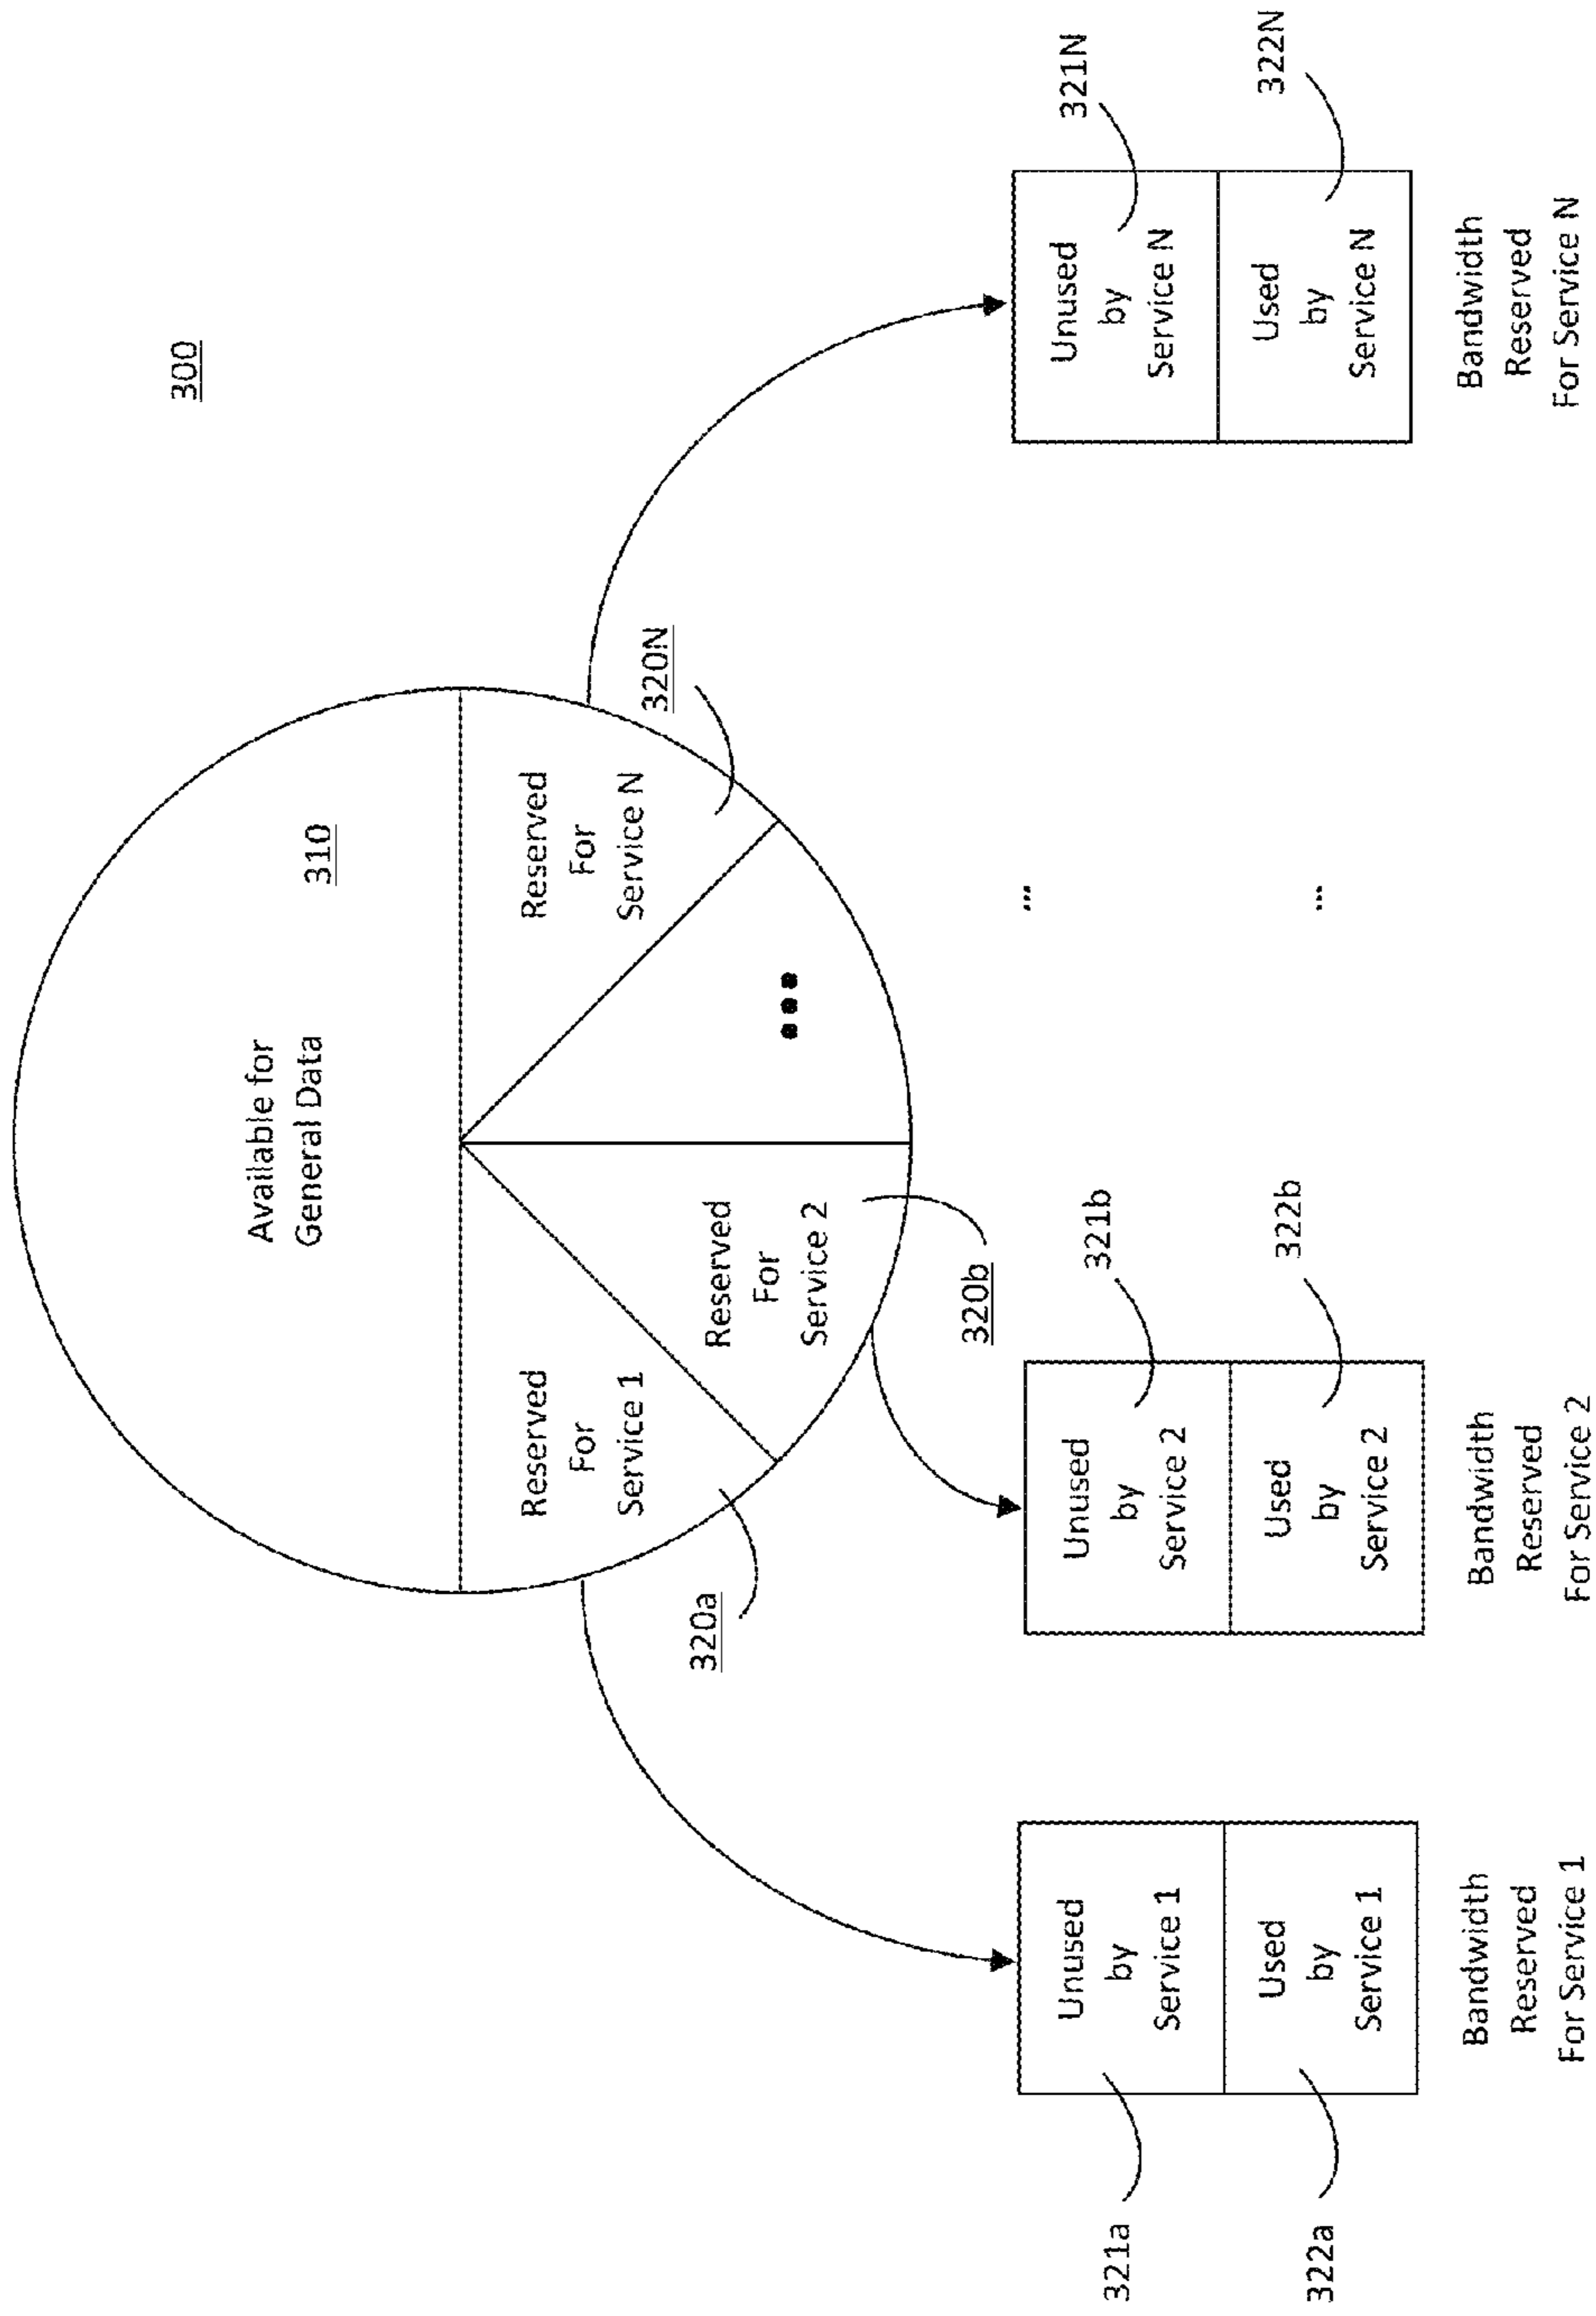 300
Available for
General Data
310
Reserved
For
Service 1
320a
Reserved
For
Service 2
320b
...
Reserved
For
Service N
320N
321a
Unused
by
Service 1
322a
Used
by
Service 1
Bandwidth
Reserved
For Service 1
Unused
by
Service 2
321b
Used
by
Service 2
322b
Bandwidth
Reserved
For Service 2
...
...
Unused
by
Service N
321N
Used
by
Service N
322N
Bandwidth
Reserved
For Service N